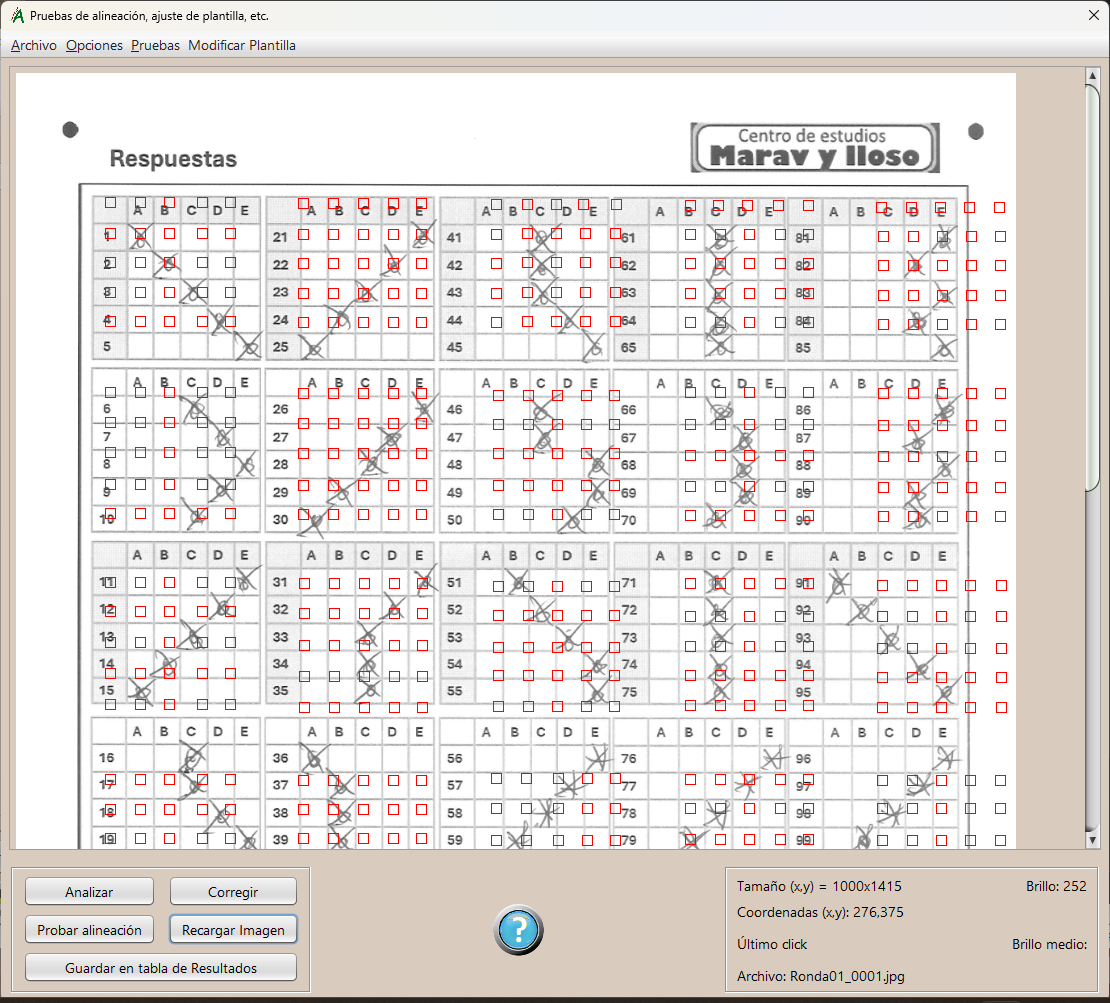 Pruebas de alineación, ajuste de plantilla, etc.
Archivo Opciones Pruebas Modificar Plantilla
Respuestas
Centro de estudios
Marav y lloso
A B C D E A B C D E A B C D E A B C D E A B C D E
1 21 41 61 81
2 22 42 62 82
3 23 43 63 83
4 24 44 64 84
5 25 45 65 85
A B C D E A B C D E A B C D E A B C D E A B C D E
6 26 46 66 86
7 27 47 67 87
8 28 48 68 88
9 29 49 69 89
10 30 50 70 90
A B C D E A B C D E A B C D E A B C D E A B C D E
11 31 51 71 91
12 32 52 72 92
13 33 53 73 93
14 34 54 74 94
15 35 55 75 95
A B C D E A B C D E A B C D E A B C D E A B C D E
16 36 56 76 96
17 37 57 77 97
18 38 58 78 98
19 39 59 79 99
Analizar Corregir
Probar alineación Recargar Imagen
Guardar en tabla de Resultados
?
Tamaño (x,y) = 1000x1415 Brillo: 252
Coordenadas (x,y): 276,375
Último click Brillo medio:
Archivo: Ronda01_0001.jpg